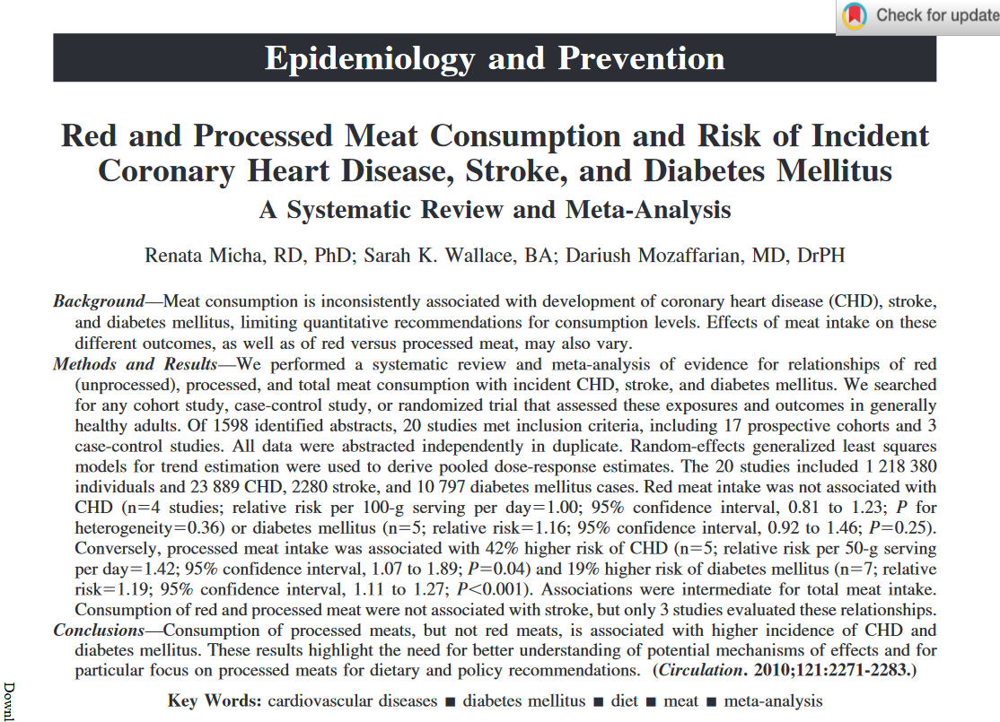 Check for update
Epidemiology and Prevention
Red and Processed Meat Consumption and Risk of Incident
Coronary Heart Disease, Stroke, and Diabetes Mellitus
A Systematic Review and Meta-Analysis
Renata Micha, RD, PhD; Sarah K. Wallace, BA; Dariush Mozaffarian, MD, DrPH
Background—Meat consumption is inconsistently associated with development of coronary heart disease (CHD), stroke,
and diabetes mellitus, limiting quantitative recommendations for consumption levels. Effects of meat intake on these
different outcomes, as well as of red versus processed meat, may also vary.
Methods and Results—We performed a systematic review and meta-analysis of evidence for relationships of red
(unprocessed), processed, and total meat consumption with incident CHD, stroke, and diabetes mellitus. We searched
for any cohort study, case-control study, or randomized trial that assessed these exposures and outcomes in generally
healthy adults. Of 1598 identified abstracts, 20 studies met inclusion criteria, including 17 prospective cohorts and 3
case-control studies. All data were abstracted independently in duplicate. Random-effects generalized least squares
models for trend estimation were used to derive pooled dose-response estimates. The 20 studies included 1 218 380
individuals and 23 889 CHD, 2280 stroke, and 10 797 diabetes mellitus cases. Red meat intake was not associated with
CHD (n=4 studies; relative risk per 100-g serving per day=1.00; 95% confidence interval, 0.81 to 1.23; P for
heterogeneity=0.36) or diabetes mellitus (n=5; relative risk=1.16; 95% confidence interval, 0.92 to 1.46; P=0.25).
Conversely, processed meat intake was associated with 42% higher risk of CHD (n=5; relative risk per 50-g serving
per day=1.42; 95% confidence interval, 1.07 to 1.89; P=0.04) and 19% higher risk of diabetes mellitus (n=7; relative
risk=1.19; 95% confidence interval, 1.11 to 1.27; P<0.001). Associations were intermediate for total meat intake.
Consumption of red and processed meat were not associated with stroke, but only 3 studies evaluated these relationships.
Conclusions—Consumption of processed meats, but not red meats, is associated with higher incidence of CHD and
diabetes mellitus. These results highlight the need for better understanding of potential mechanisms of effects and for
particular focus on processed meats for dietary and policy recommendations. (Circulation. 2010;121:2271-2283.)
Key Words: cardiovascular diseases ■ diabetes mellitus ■ diet ■ meat ■ meta-analysis
Downl